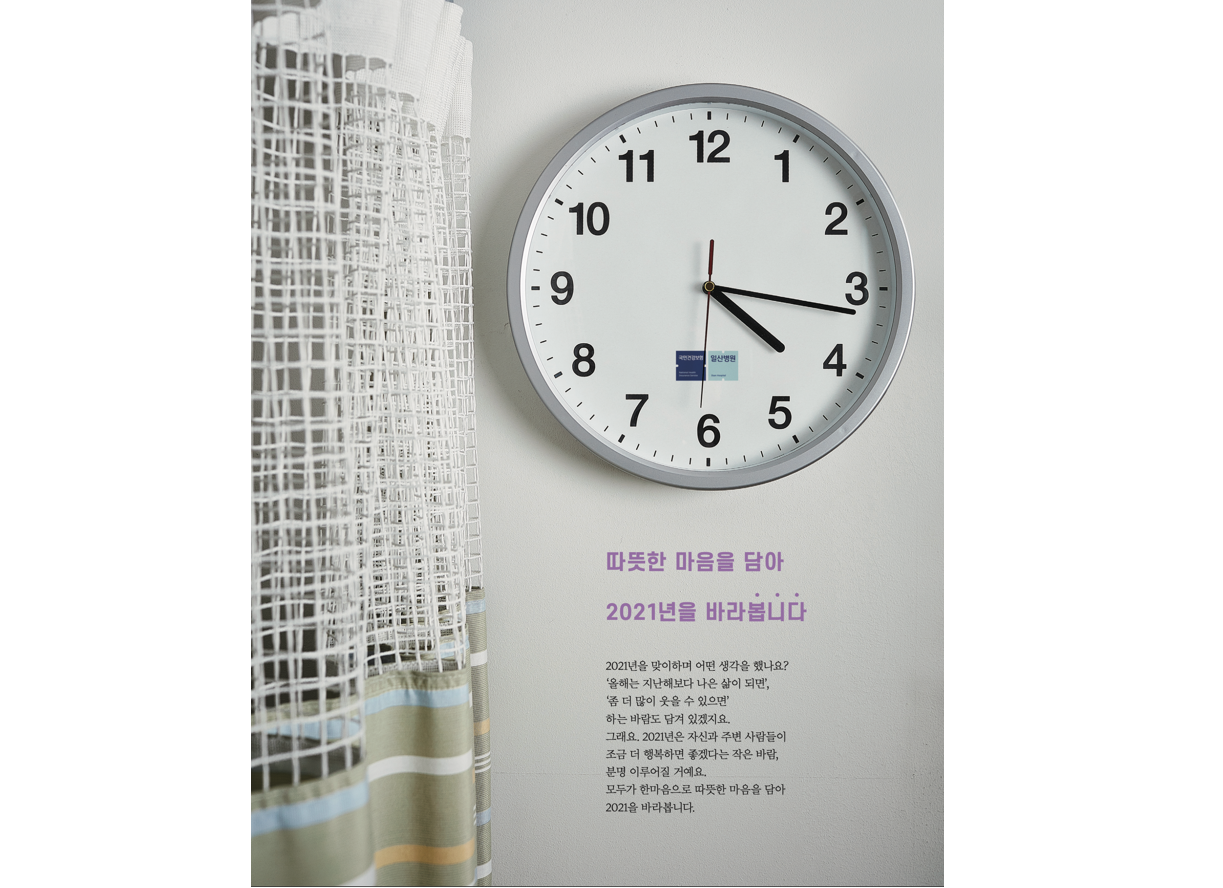 12
11
1
10
2
9
3
국민건강보험
일산병원
8
4
7
5
6
따뜻한 마음을 담아
2021년을 바라봅니다
2021년을 맞이하며 어떤 생각을 했나요?
‘올해는 지난해보다 나은 삶이 되면’,
‘좀 더 많이 웃을 수 있으면’
하는 바람도 담겨 있겠지요.
그래요. 2021년은 자신과 주변 사람들이
조금 더 행복하면 좋겠다는 작은 바람,
분명 이루어질 거예요.
모두가 한마음으로 따뜻한 마음을 담아
2021을 바라봅니다.